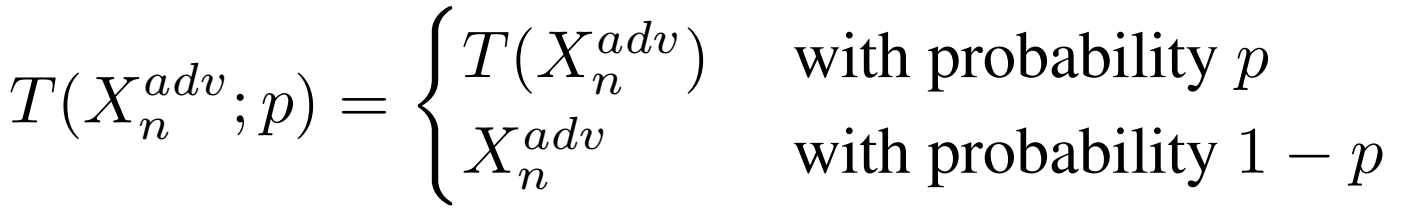 T(X_n^{adv}; p) = { T(X_n^{adv}) with probability p
X_n^{adv} with probability 1 − p